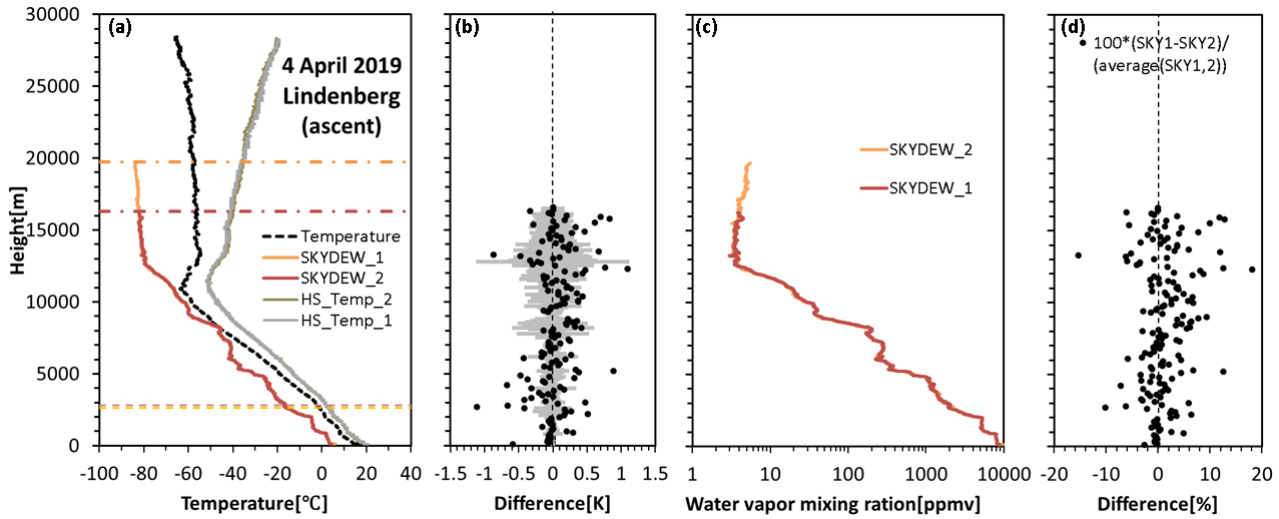 (a)
4 April 2019
Lindenberg
(ascent)
Temperature
SKYDEW_1
SKYDEW_2
HS_Temp_2
HS_Temp_1
Height[m]
30000
25000
20000
15000
10000
5000
0
-100
-80
-60
-40
-20
0
20
40
Temperature[℃]
(b)
-1.5
-1
-0.5
0
0.5
1
1.5
Difference[K]
(c)
SKYDEW_2
SKYDEW_1
1
10
100
1000
10000
Water vapor mixing ration[ppmv]
(d)
100*(SKY1-SKY2)/
(average(SKY1,2))
-20
-10
0
10
20
Difference[%]